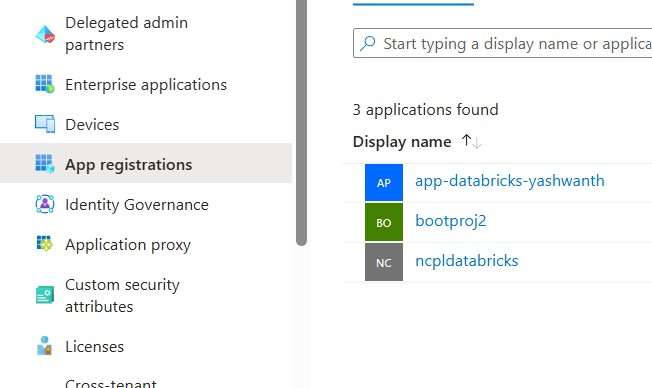 Delegated admin
partners
Enterprise applications
Devices
App registrations
Identity Governance
Application proxy
Custom security
attributes
Licenses
Cross-tenant
Start typing a display name or applica
3 applications found
Display name ↑↓
AP app-databricks-yashwanth
BO bootproj2
NC ncpldatabricks